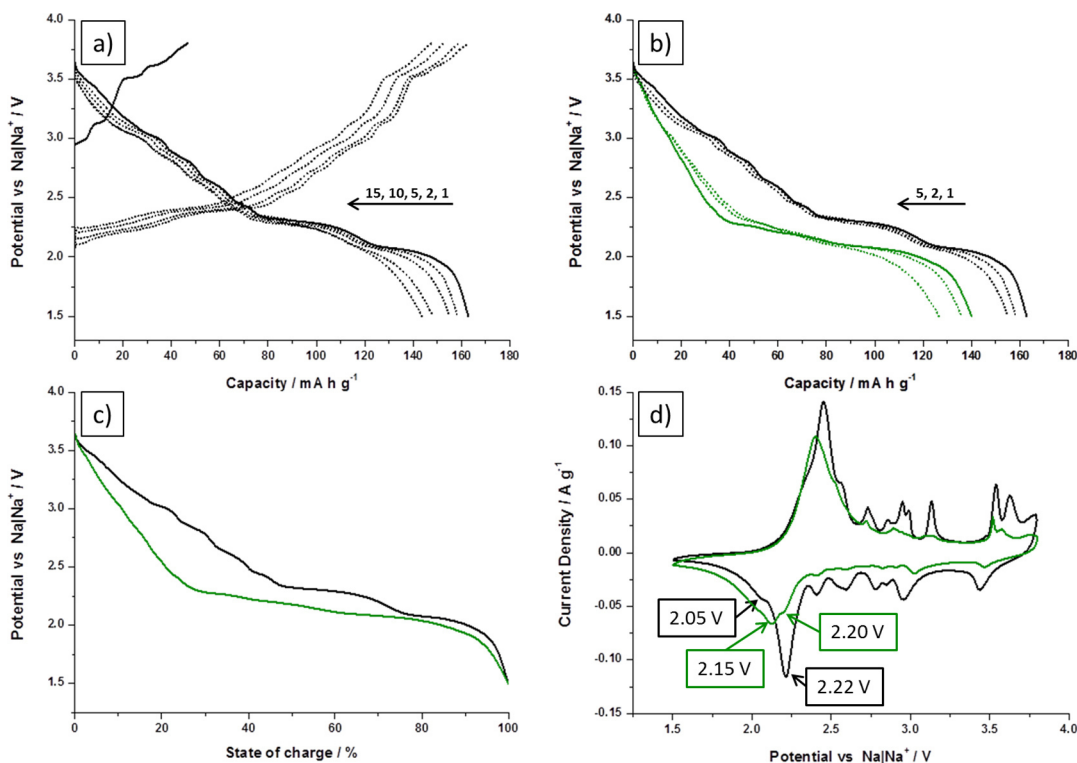 a)
4.0
3.5
3.0
2.5
2.0
1.5
Potential vs Na|Na⁺ / V
15, 10, 5, 2, 1
0 20 40 60 80 100 120 140 160 180
Capacity / mA h g⁻¹
b)
4.0
3.5
3.0
2.5
2.0
1.5
Potential vs Na|Na⁺ / V
5, 2, 1
0 20 40 60 80 100 120 140 160 180
Capacity / mA h g⁻¹
c)
4.0
3.5
3.0
2.5
2.0
1.5
Potential vs Na|Na⁺ / V
0 20 40 60 80 100
State of charge / %
d)
0.15
0.10
0.05
0.00
-0.05
-0.10
-0.15
Current Density / A g⁻¹
2.05 V
2.20 V
2.15 V
2.22 V
1.5 2.0 2.5 3.0 3.5 4.0
Potential vs Na|Na⁺ / V